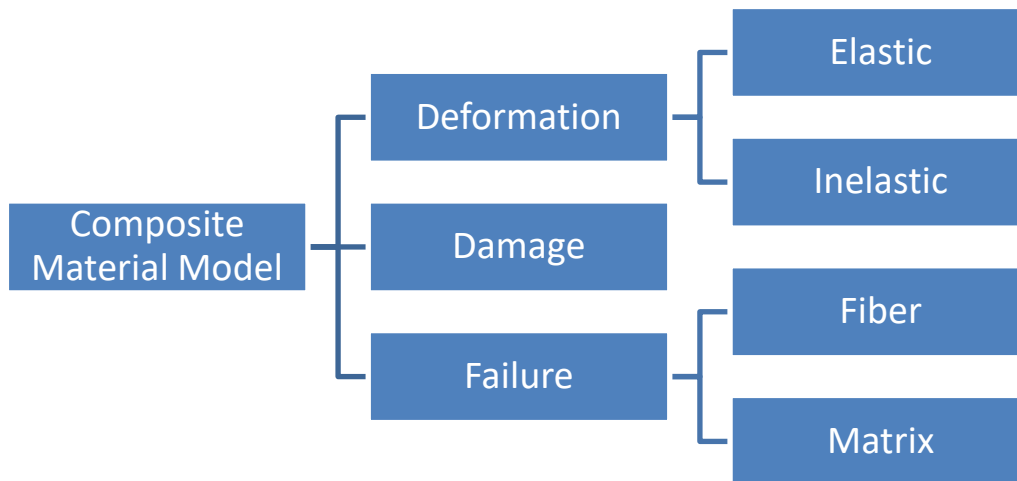 Composite
Material Model
Deformation
Elastic
Inelastic
Damage
Failure
Fiber
Matrix